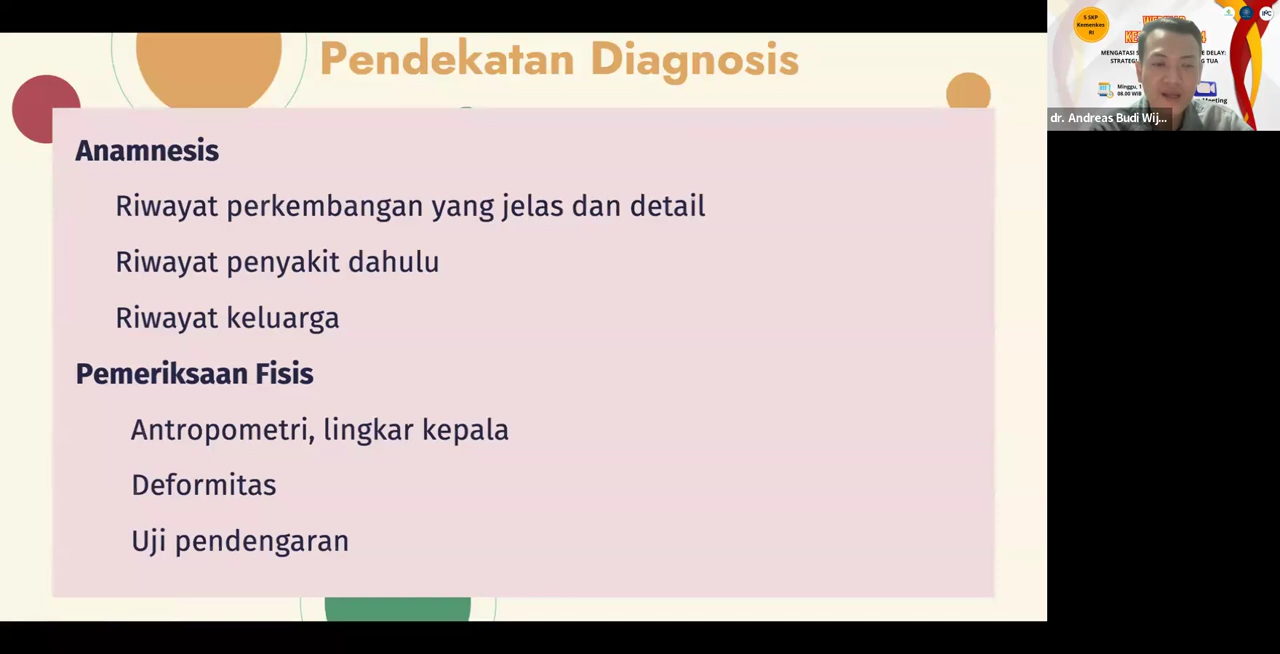 Pendekatan Diagnosis
Anamnesis
Riwayat perkembangan yang jelas dan detail
Riwayat penyakit dahulu
Riwayat keluarga
Pemeriksaan Fisis
Antropometri, lingkar kepala
Deformitas
Uji pendengaran
5 SKP
Kemenkes
RI
MENGATASI
DELAY:
STRATEGI
TUA
Minggu, 1
08.00 WIB
Meeting
dr. Andreas Budi Wij...